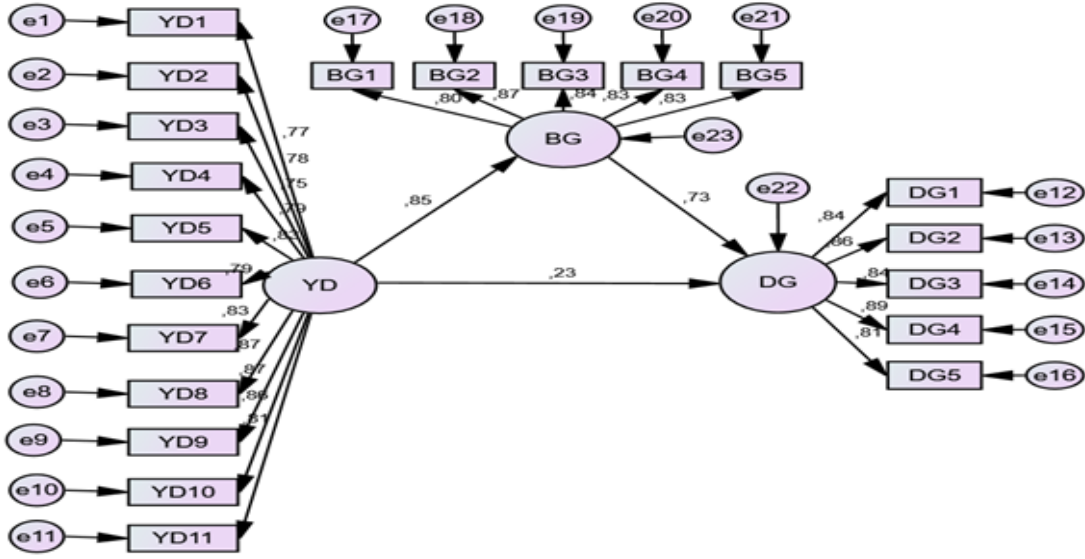 e1 YD1
e2 YD2
e3 YD3
e4 YD4
e5 YD5
e6 YD6
e7 YD7
e8 YD8
e9 YD9
e10 YD10
e11 YD11
,77
,78
,75
,79
,79
,83
,87
,87
,86
,81
YD
,85
,23
e17 e18 e19 e20 e21
BG1 BG2 BG3 BG4 BG5
,80 ,87 ,84 ,83 ,83
BG
e23
,73
e22
DG
,84
,86
,84
,89
,81
DG1 e12
DG2 e13
DG3 e14
DG4 e15
DG5 e16